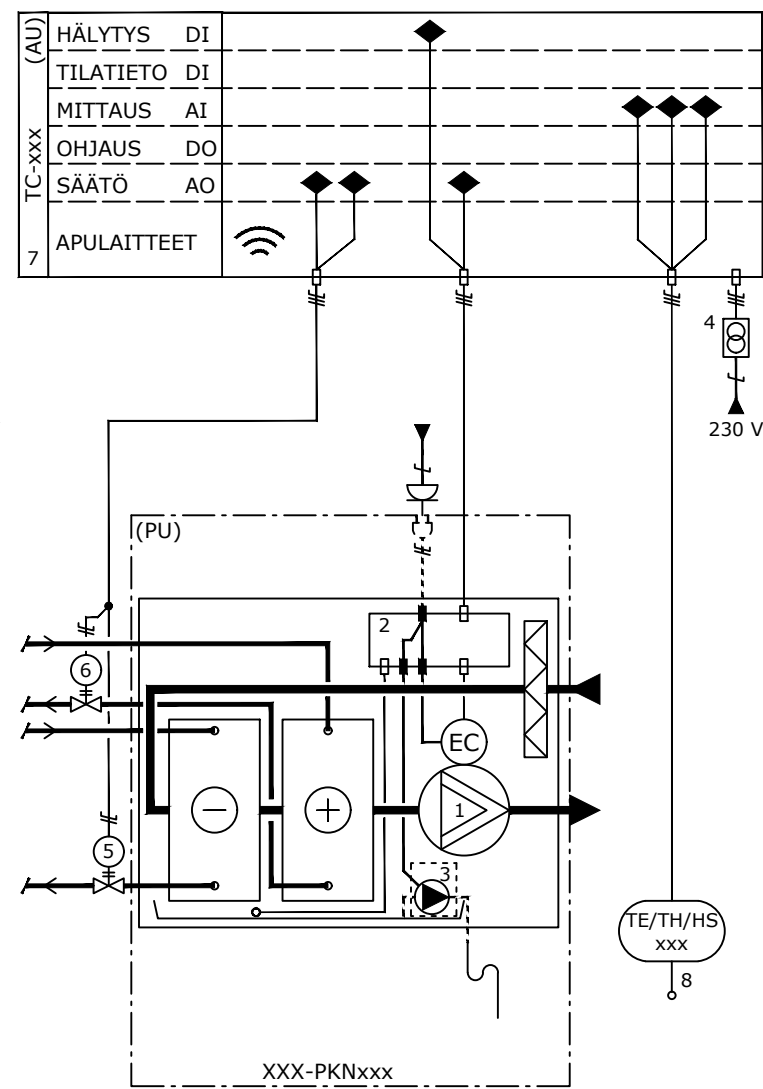 (AU)
TC-xxx
7
HÄLYTYS DI
TILATIETO DI
MITTAUS AI
OHJAUS DO
SÄÄTÖ AO
APULAITTEET
4
230 V
(PU)
2
6
EC
1
5
3
TE/TH/HS
xxx
8
XXX-PKNxxx